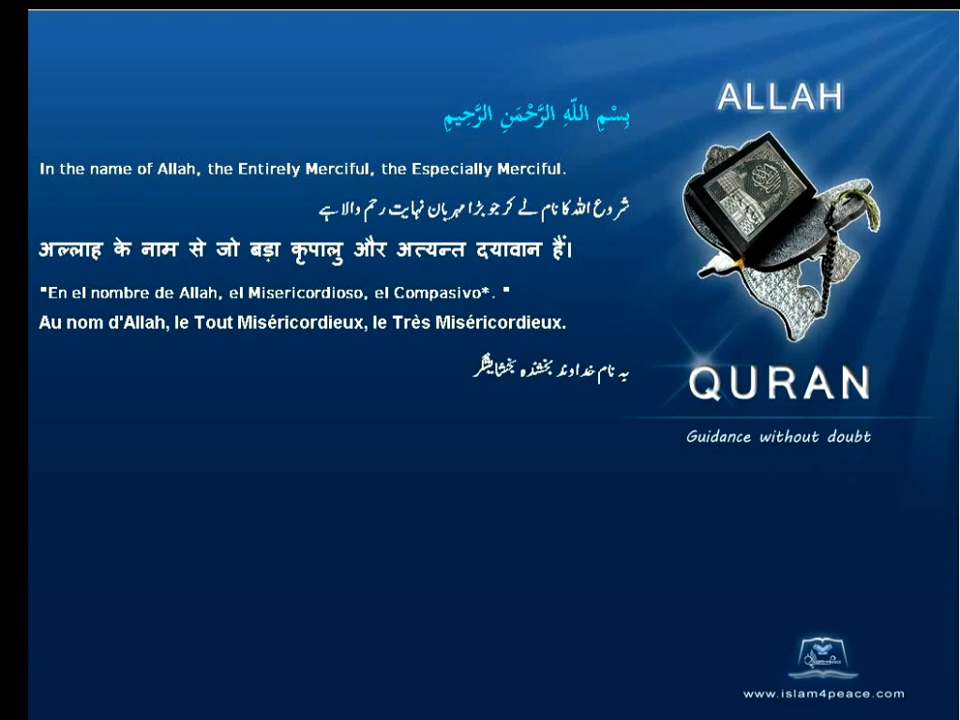 بِسْمِ اللّهِ الرَّحْمَنِ الرَّحِيمِ
In the name of Allah, the Entirely Merciful, the Especially Merciful.
شروع الله کا نام لے کر جو بڑا مہربان نہایت رحم والا ہے
अल्लाह के नाम से जो बड़ा कृपालु और अत्यन्त दयावान हैं।
"En el nombre de Allah, el Misericordioso, el Compasivo*. "
Au nom d'Allah, le Tout Miséricordieux, le Très Miséricordieux.
به نام خداوند بخشنده بخشایشگر
ALLAH
QURAN
Guidance without doubt
www.islam4peace.com